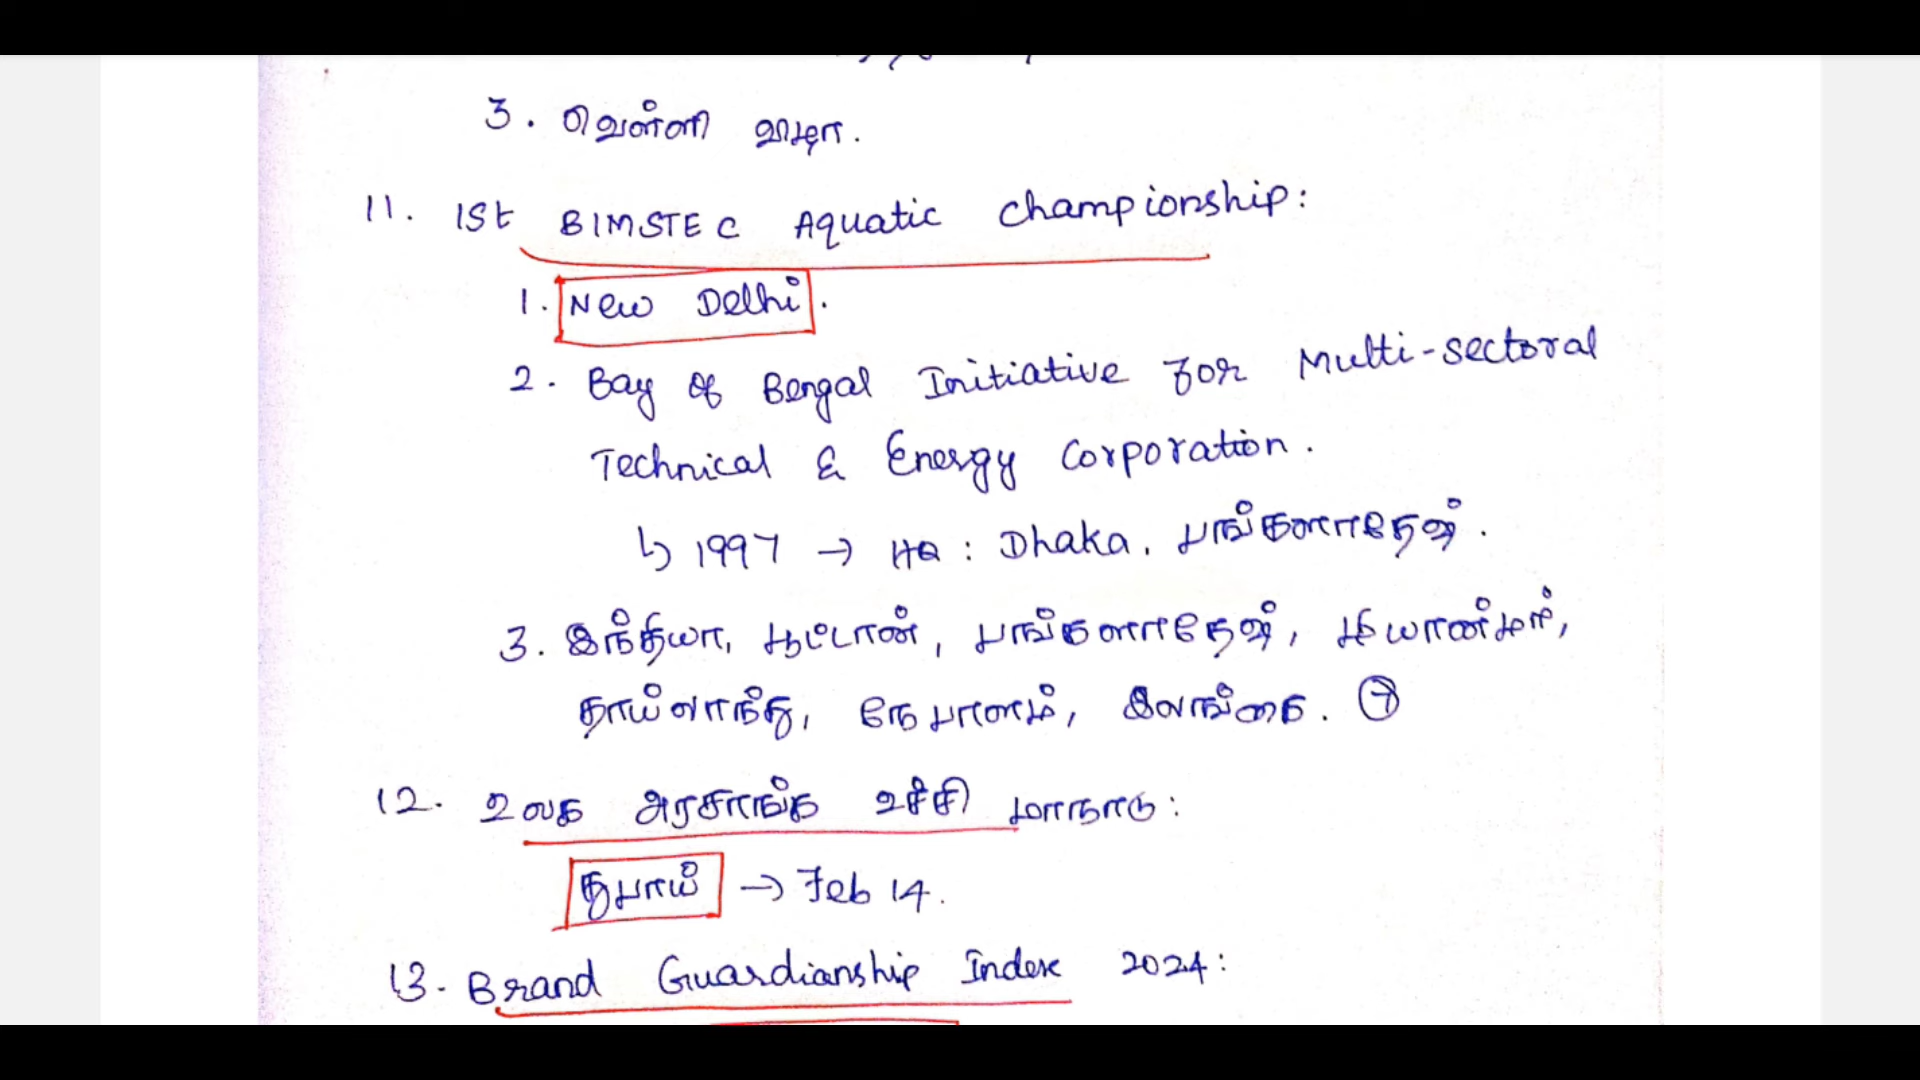 3. வெள்ளி விழா.
11. 1st BIMSTEC Aquatic Championship:
1. New Delhi.
2. Bay of Bengal Initiative for Multi-sectoral
Technical & Energy Corporation.
↳ 1997 → HQ: Dhaka. பங்களாதேஷ்.
3. இந்தியா, பூட்டான், பங்களாதேஷ், மியான்மர்,
தாய்லாந்து, நேபாளம், இலங்கை. 7
12. உலக அரசாங்க உச்சி மாநாடு:
துபாய் → Feb 14.
13. Brand Guardianship Index 2024: